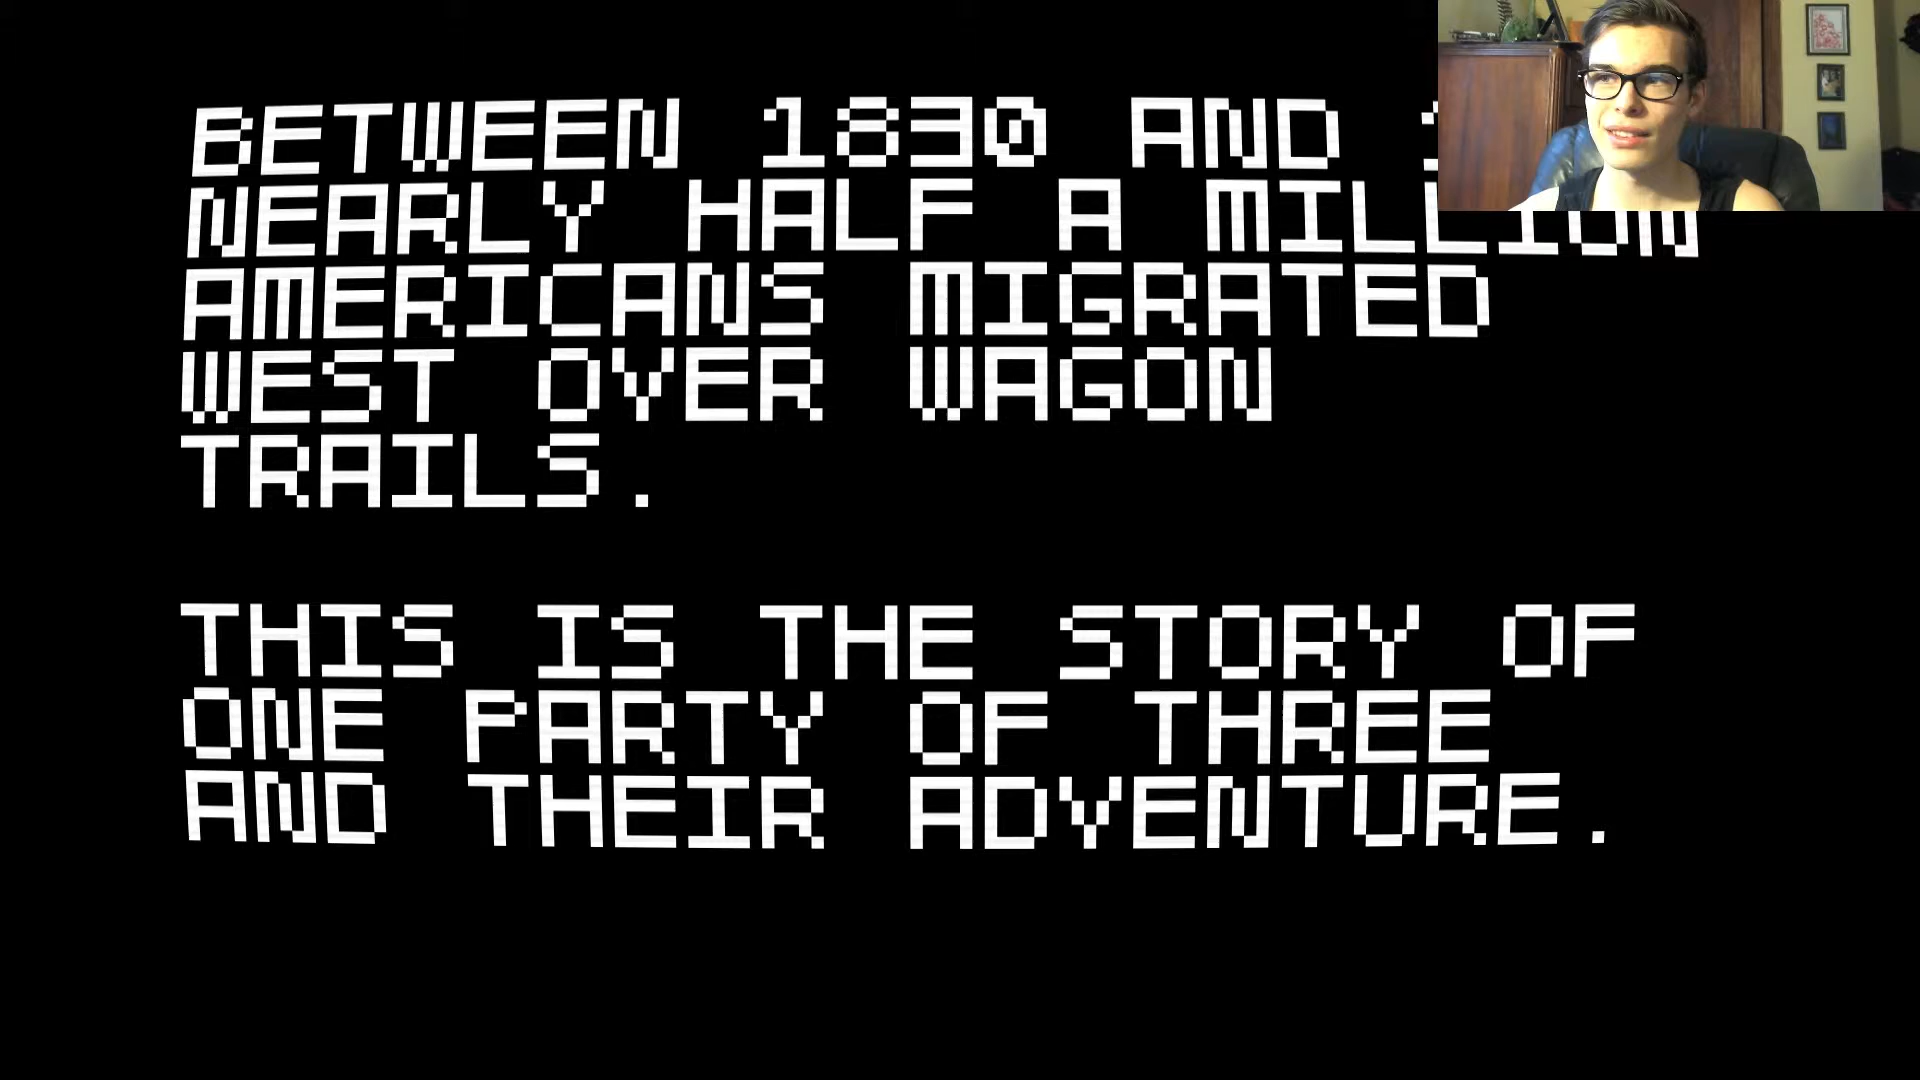 BETWEEN 1830 AND
NEARLY HALF A MILLION
AMERICANS MIGRATED
WEST OVER WAGON
TRAILS.
THIS IS THE STORY OF
ONE PARTY OF THREE
AND THEIR ADVENTURE.